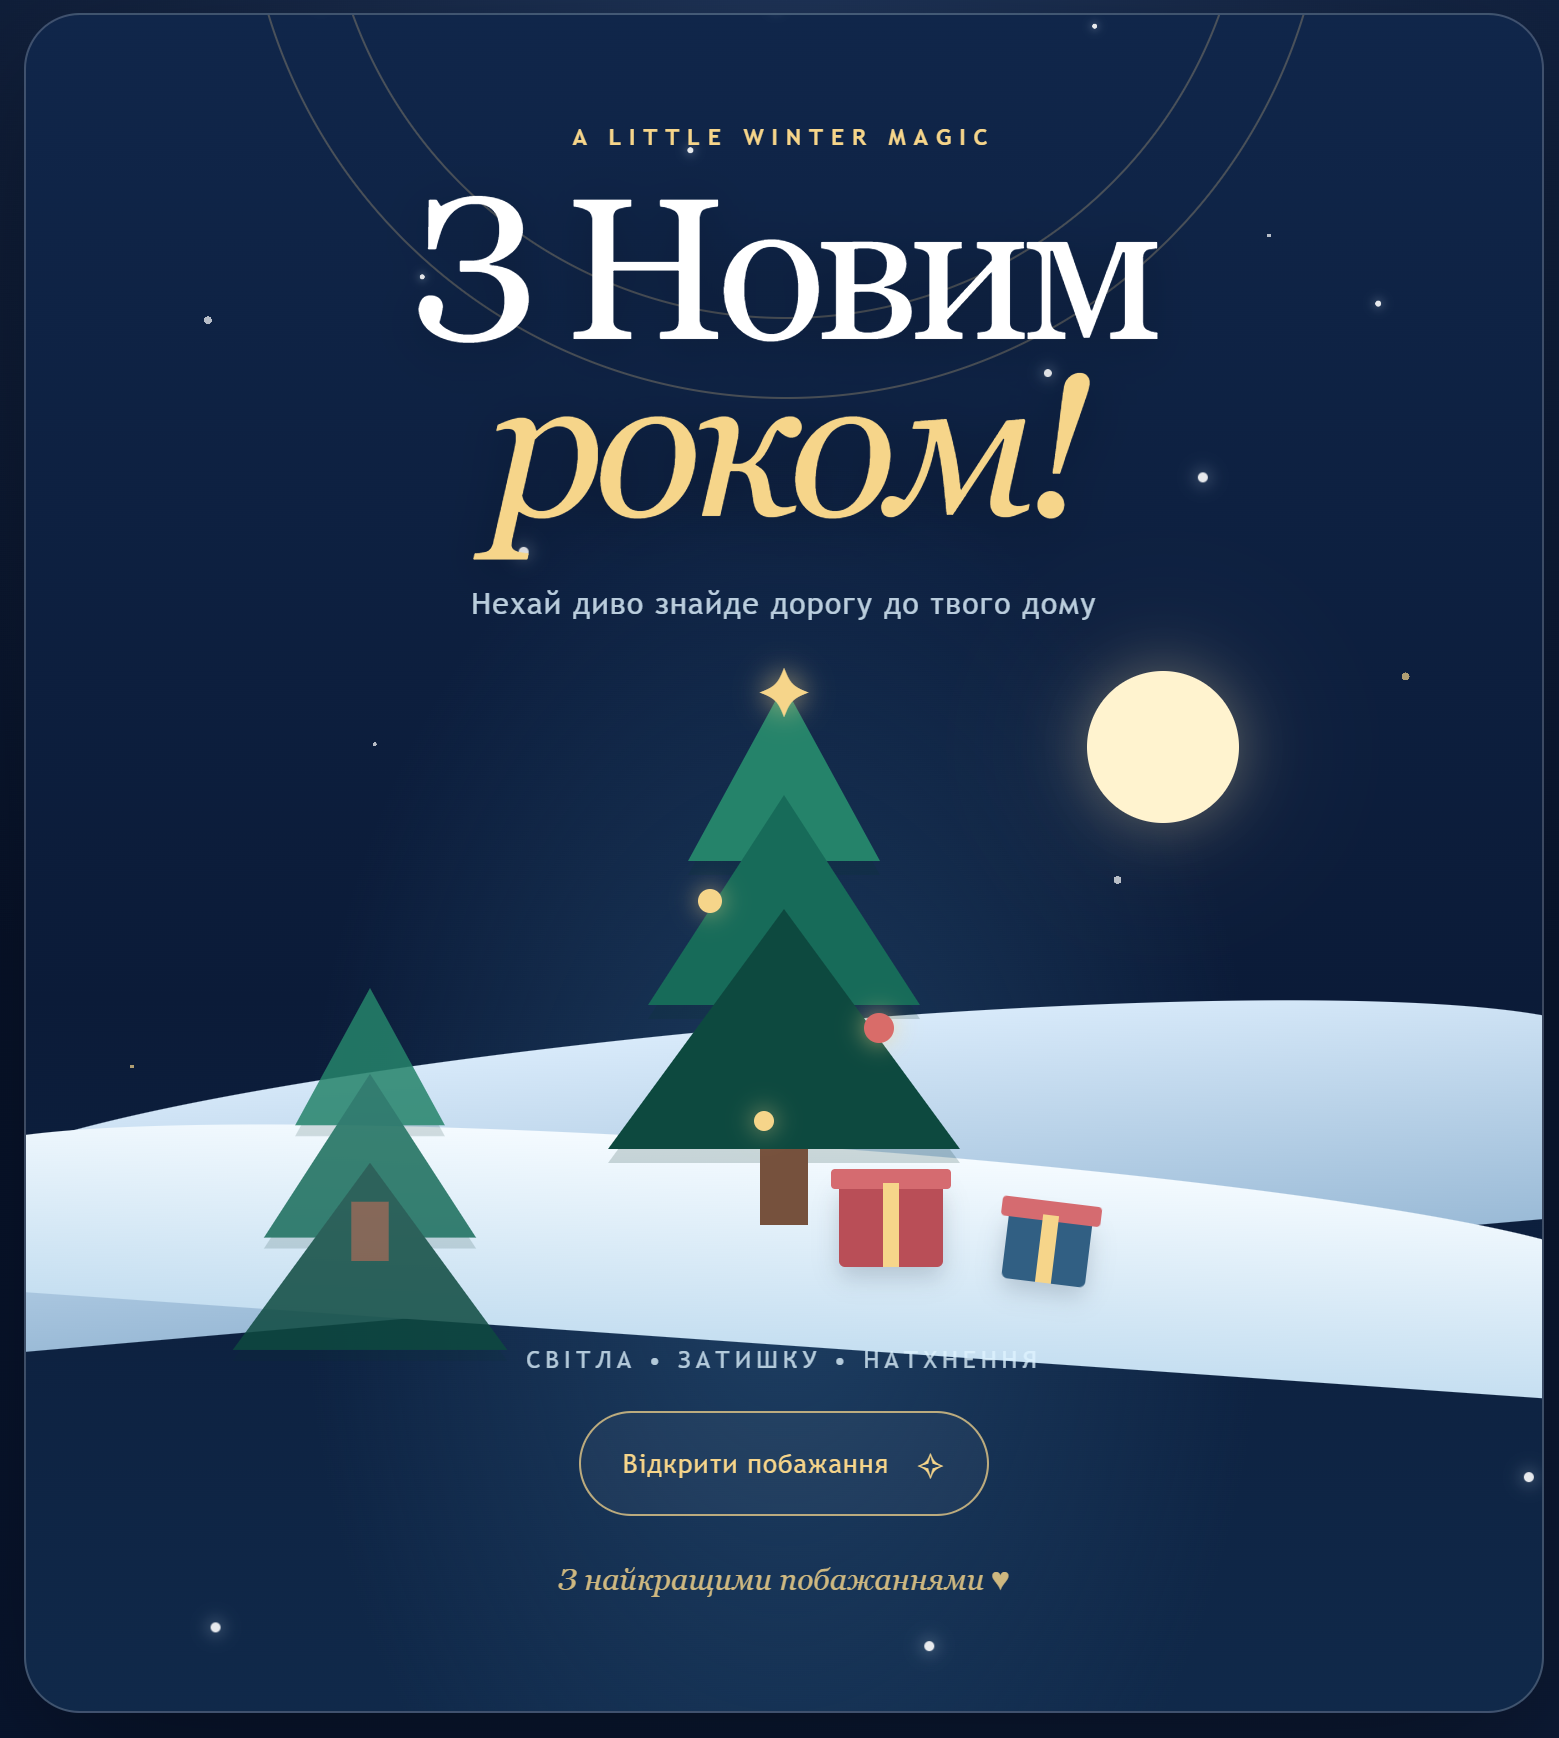 A LITTLE WINTER MAGIC
З Новим
роком!
Нехай диво знайде дорогу до твого дому
СВІТЛА • ЗАТИШКУ • НАТХНЕННЯ
Відкрити побажання ✧
З найкращими побажаннями ♥